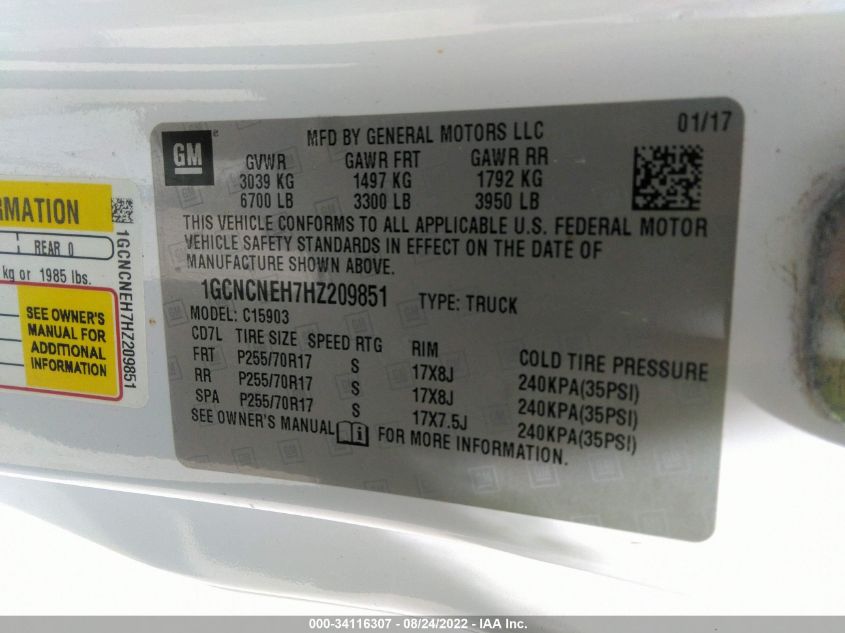 GM
MFD BY GENERAL MOTORS LLC
01/17
GVWR GAWR FRT GAWR RR
3039 KG 1497 KG 1792 KG
6700 LB 3300 LB 3950 LB
THIS VEHICLE CONFORMS TO ALL APPLICABLE U.S. FEDERAL MOTOR
VEHICLE SAFETY STANDARDS IN EFFECT ON THE DATE OF
MANUFACTURE SHOWN ABOVE.
1GCNCNEH7HZ209851 TYPE: TRUCK
MODEL: C15903
CD7L TIRE SIZE SPEED RTG RIM COLD TIRE PRESSURE
FRT P255/70R17 S 17X8J 240KPA(35PSI)
RR P255/70R17 S 17X8J 240KPA(35PSI)
SPA P255/70R17 S 17X7.5J 240KPA(35PSI)
SEE OWNER'S MANUAL FOR MORE INFORMATION.
RMATION
REAR 0
kg or 1985 lbs.
SEE OWNER'S
MANUAL FOR
ADDITIONAL
INFORMATION
1GCNCNEH7HZ209851
000-34116307 - 08/24/2022 - IAA Inc.